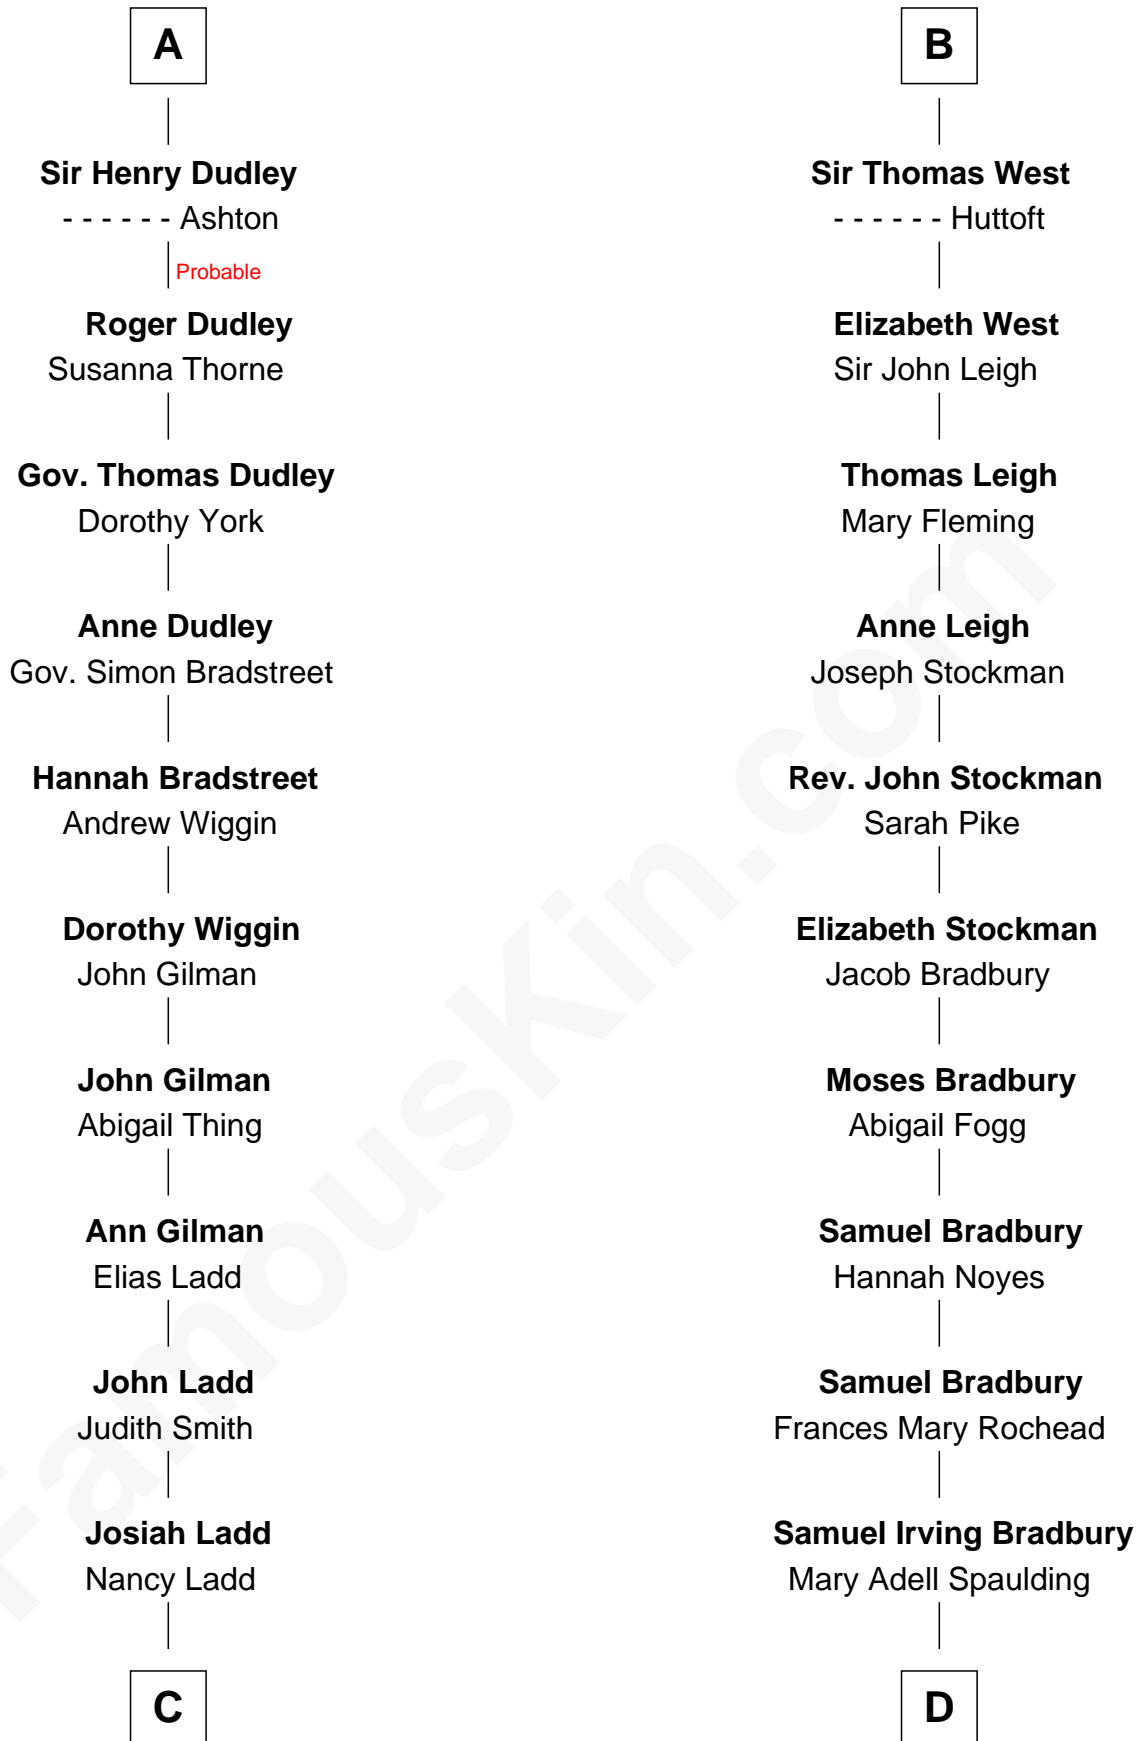 A
Sir Henry Dudley
- - - - - - Ashton
Probable
Roger Dudley
Susanna Thorne
Gov. Thomas Dudley
Dorothy York
Anne Dudley
Gov. Simon Bradstreet
Hannah Bradstreet
Andrew Wiggin
Dorothy Wiggin
John Gilman
John Gilman
Abigail Thing
Ann Gilman
Elias Ladd
John Ladd
Judith Smith
Josiah Ladd
Nancy Ladd
C
B
Sir Thomas West
- - - - - - Huttoft
Elizabeth West
Sir John Leigh
Thomas Leigh
Mary Fleming
Anne Leigh
Joseph Stockman
Rev. John Stockman
Sarah Pike
Elizabeth Stockman
Jacob Bradbury
Moses Bradbury
Abigail Fogg
Samuel Bradbury
Hannah Noyes
Samuel Bradbury
Frances Mary Rochead
Samuel Irving Bradbury
Mary Adell Spaulding
D
FamousKin.com